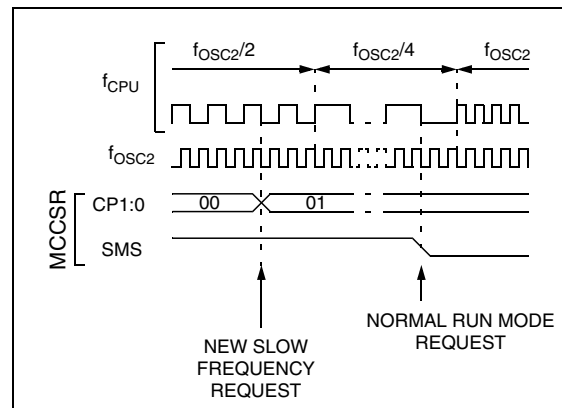 fOSC2/2 fOSC2/4 fOSC2
fCPU
fOSC2
MCCSR
CP1:0 00 01
SMS
NEW SLOW
FREQUENCY
REQUEST
NORMAL RUN MODE
REQUEST